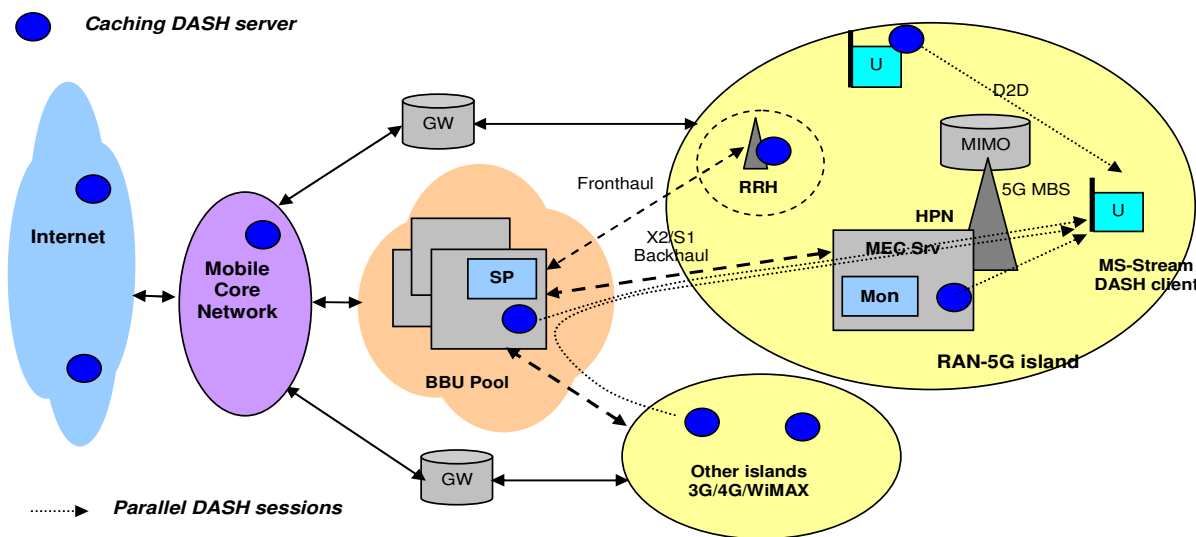 Caching DASH server
U
D2D
GW
MIMO
Fronthaul
RRH
5G MBS
U
HPN
Internet
X2/S1
Backhaul
MEC Srv
Mobile
Core
Network
SP
MS-Stream
DASH client
Mon
RAN-5G island
BBU Pool
GW
Other islands
3G/4G/WiMAX
Parallel DASH sessions